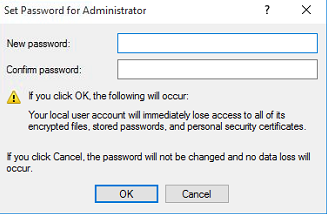 Set Password for Administrator
New password:
Confirm password:
If you click OK, the following will occur:
Your local user account will immediately lose access to all of its
encrypted files, stored passwords, and personal security certificates.
If you click Cancel, the password will not be changed and no data loss will
occur.
OK
Cancel